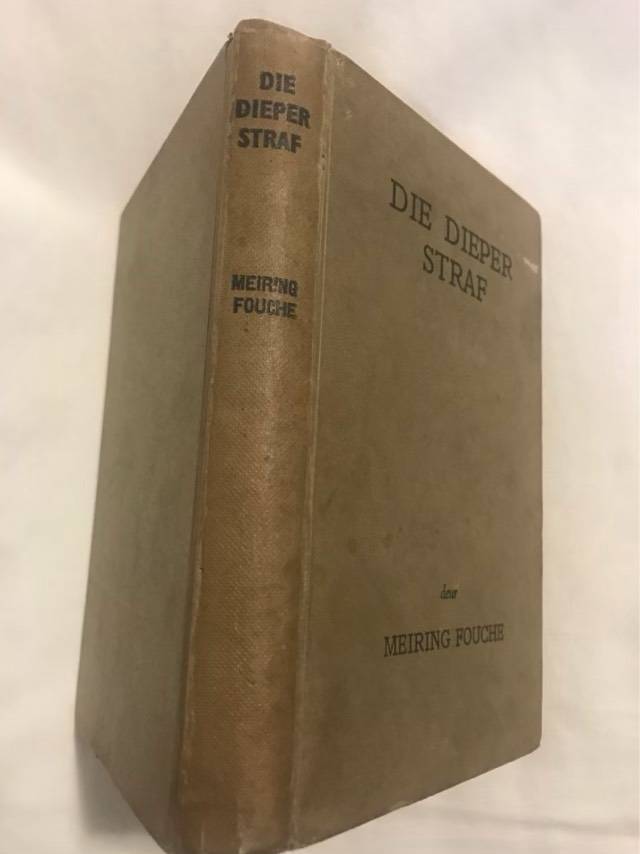 DIE
DIEPER
STRAF
MEIRING
FOUCHE
DIE DIEPER
STRAF
deur
MEIRING FOUCHE